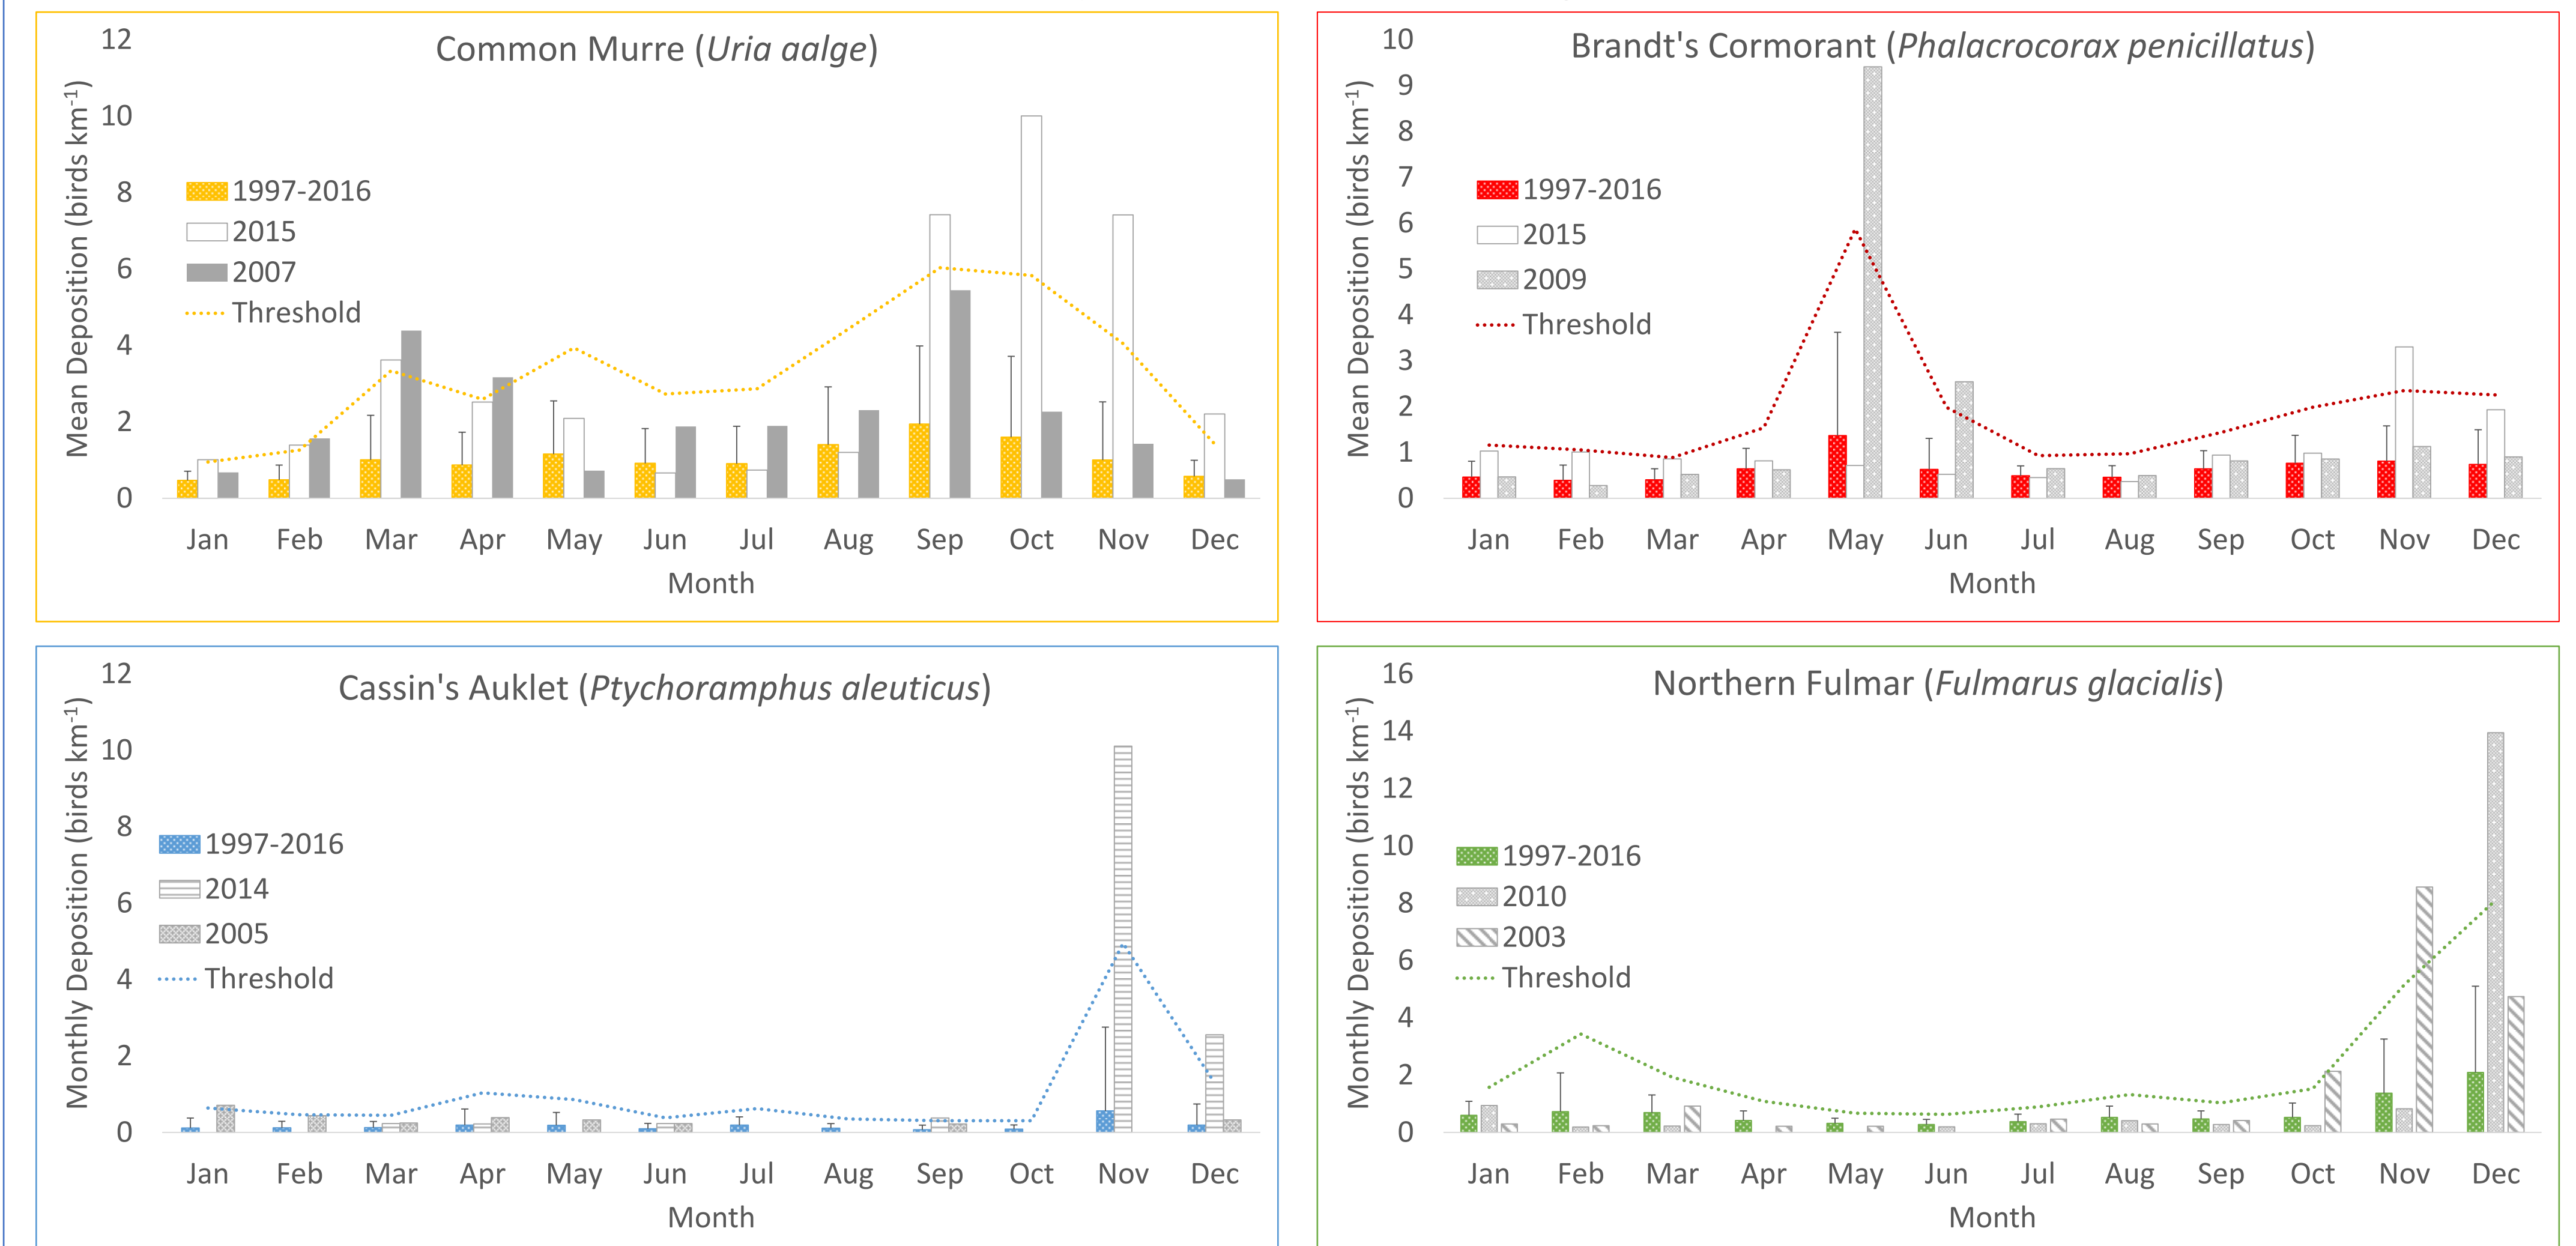 Common Murre (Uria aalge)
Mean Deposition (birds km-1)
12
10
8
6
4
2
0
1997-2016
2015
2007
Threshold
Jan Feb Mar Apr May Jun Jul Aug Sep Oct Nov Dec
Month
Brandt's Cormorant (Phalacrocorax penicillatus)
Mean Deposition (birds km-1)
10
9
8
7
6
5
4
3
2
1
0
1997-2016
2015
2009
Threshold
Jan Feb Mar Apr May Jun Jul Aug Sep Oct Nov Dec
Month
Cassin's Auklet (Ptychoramphus aleuticus)
Monthly Deposition (birds km-1)
12
10
8
6
4
2
0
1997-2016
2014
2005
Threshold
Jan Feb Mar Apr May Jun Jul Aug Sep Oct Nov Dec
Month
Northern Fulmar (Fulmarus glacialis)
Monthly Deposition (birds km-1)
16
14
12
10
8
6
4
2
0
1997-2016
2010
2003
Threshold
Jan Feb Mar Apr May Jun Jul Aug Sep Oct Nov Dec
Month